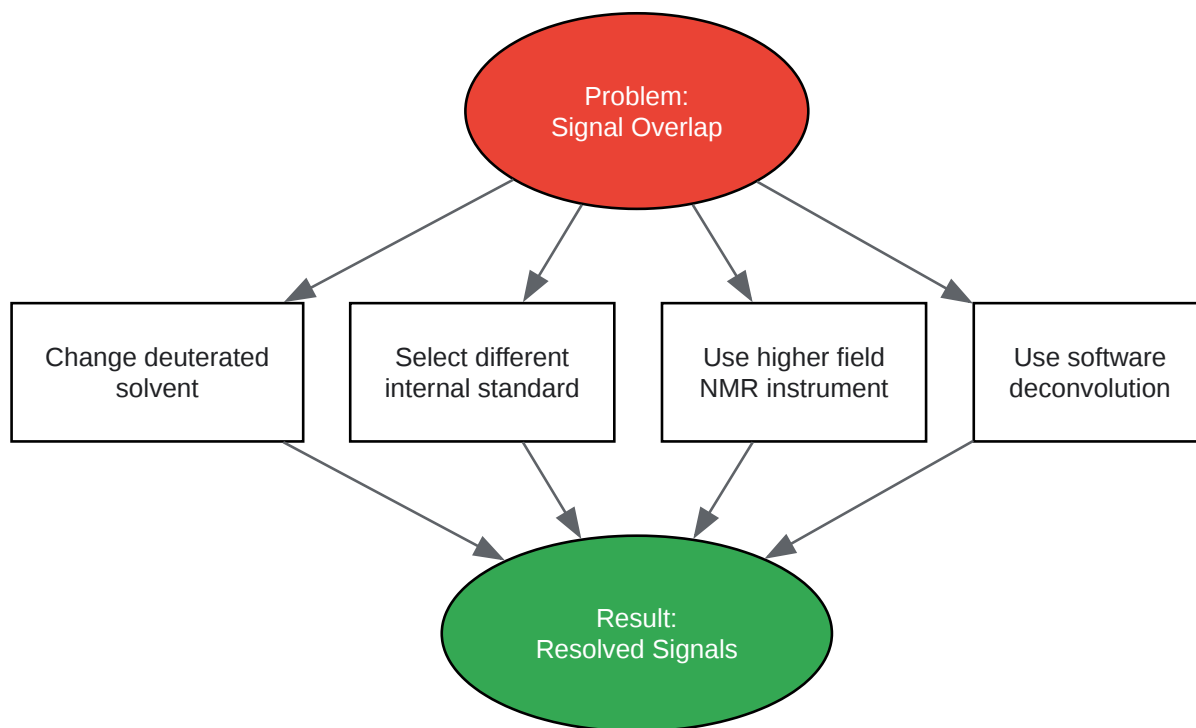 Problem:
Signal Overlap
Change deuterated
solvent
Select different
internal standard
Use higher field
NMR instrument
Use software
deconvolution
Result:
Resolved Signals